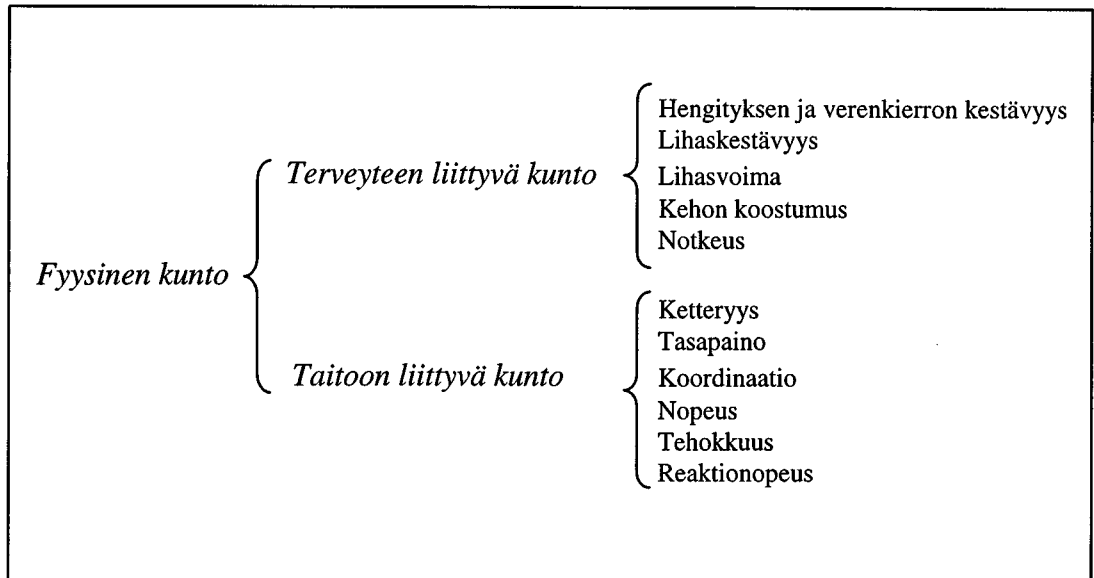 Fyysinen kunto
Terveyteen liittyvä kunto
Hengityksen ja verenkierron kestävyys
Lihaskestävyys
Lihasvoima
Kehon koostumus
Notkeus
Taitoon liittyvä kunto
Ketteryys
Tasapaino
Koordinaatio
Nopeus
Tehokkuus
Reaktionopeus